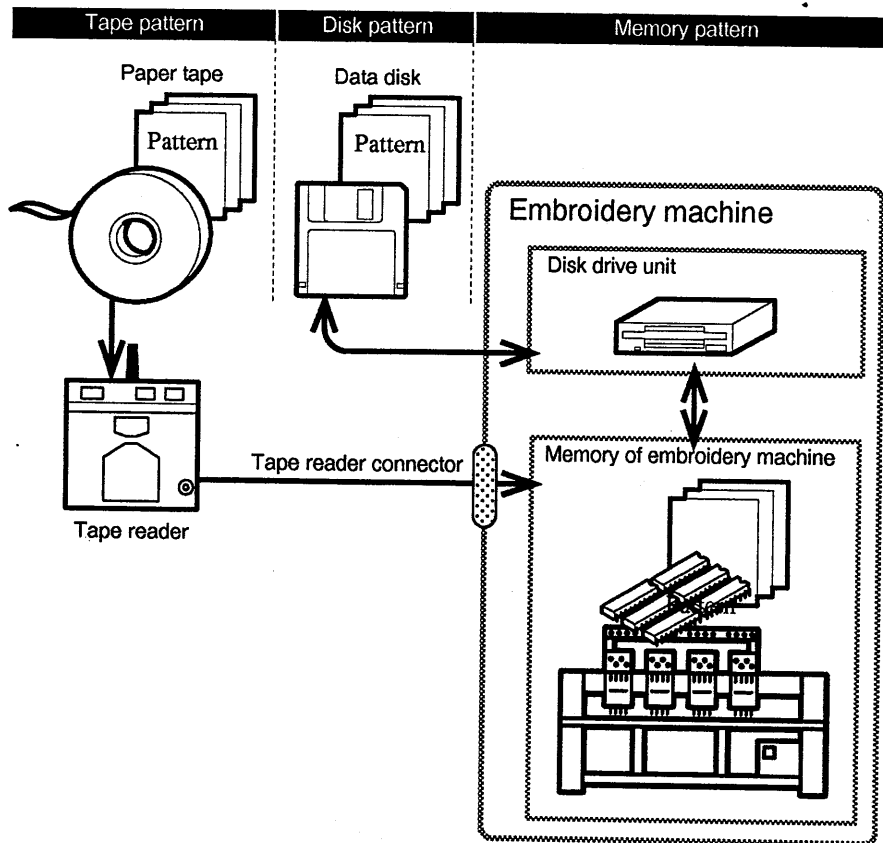 Tape pattern
Disk pattern
Memory pattern
Paper tape
Data disk
Pattern
Pattern
Embroidery machine
Disk drive unit
Tape reader connector
Memory of embroidery machine
Tape reader
Pattern